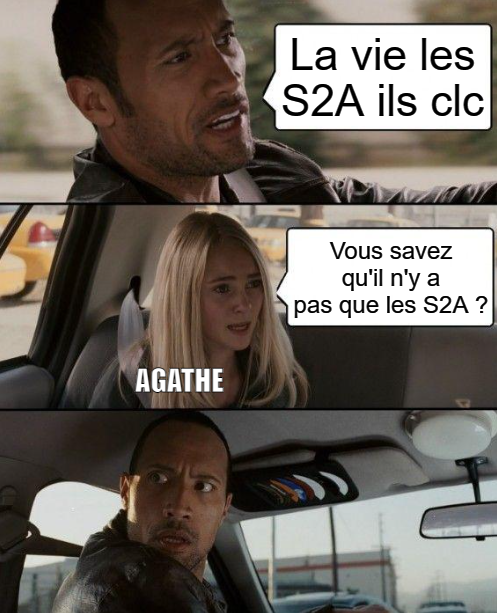 La vie les
S2A ils clc
Vous savez
qu'il n'y a
pas que les S2A ?
AGATHE